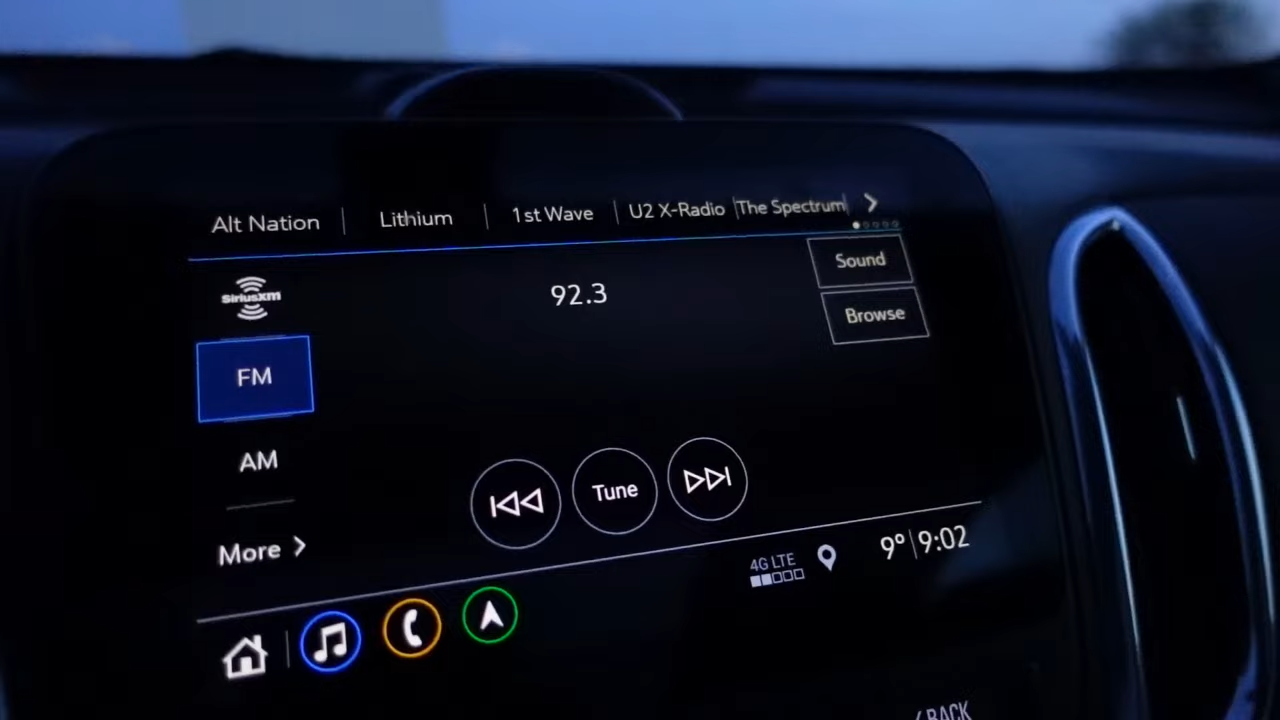 Alt Nation
Lithium
1st Wave
U2 X-Radio
The Spectrum
SiriusXM
92.3
Sound
Browse
FM
AM
Tune
More
4G LTE
9° 9:02
BACK